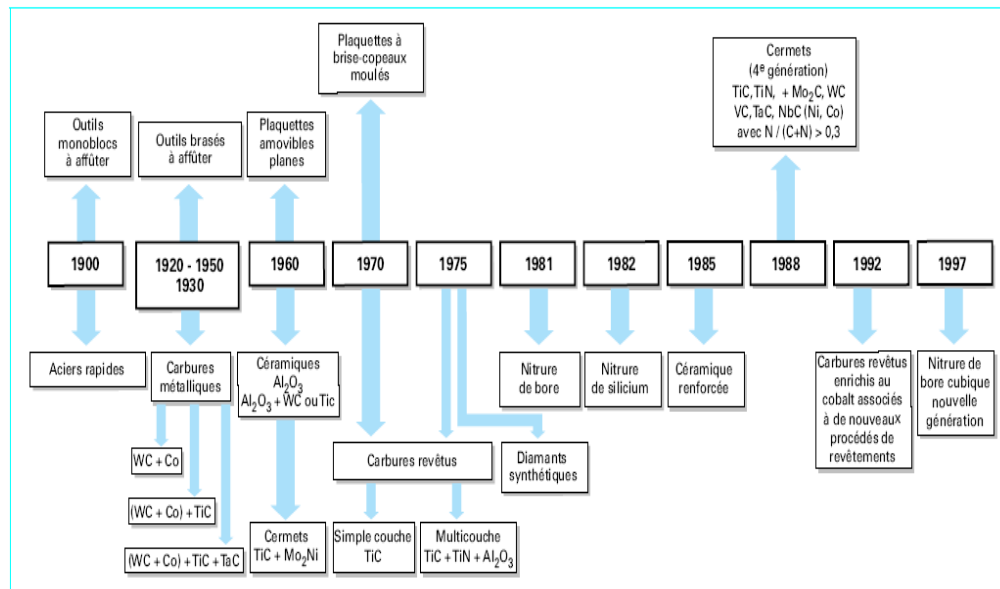 Plaquettes à
brise-copeaux
moulés
Cermets
(4e génération)
TiC,TiN, + Mo₂C, WC
VC,TaC, NbC (Ni, Co)
avec N / (C+N) > 0,3
Outils
monoblocs
à affûter
Outils brasés
à affûter
Plaquettes
amovibles
planes
1900
1920 - 1950
1930
1960
1970
1975
1981
1982
1985
1988
1992
1997
Aciers rapides
Carbures
métalliques
Céramiques
Al₂O₃
Al₂O₃ + WC ou Tic
Nitrure
de bore
Nitrure
de silicium
Céramique
renforcée
Carbures revêtus
enrichis au
cobalt associés
à de nouveaux
procédés de
revêtements
Nitrure de
bore cubique
nouvelle
génération
WC + Co
(WC + Co) + TiC
(WC + Co) + TiC + TaC
Carbures revêtus
Diamants
synthétiques
Cermets
TiC + Mo₂Ni
Simple couche
TiC
Multicouche
TiC + TiN + Al₂O₃